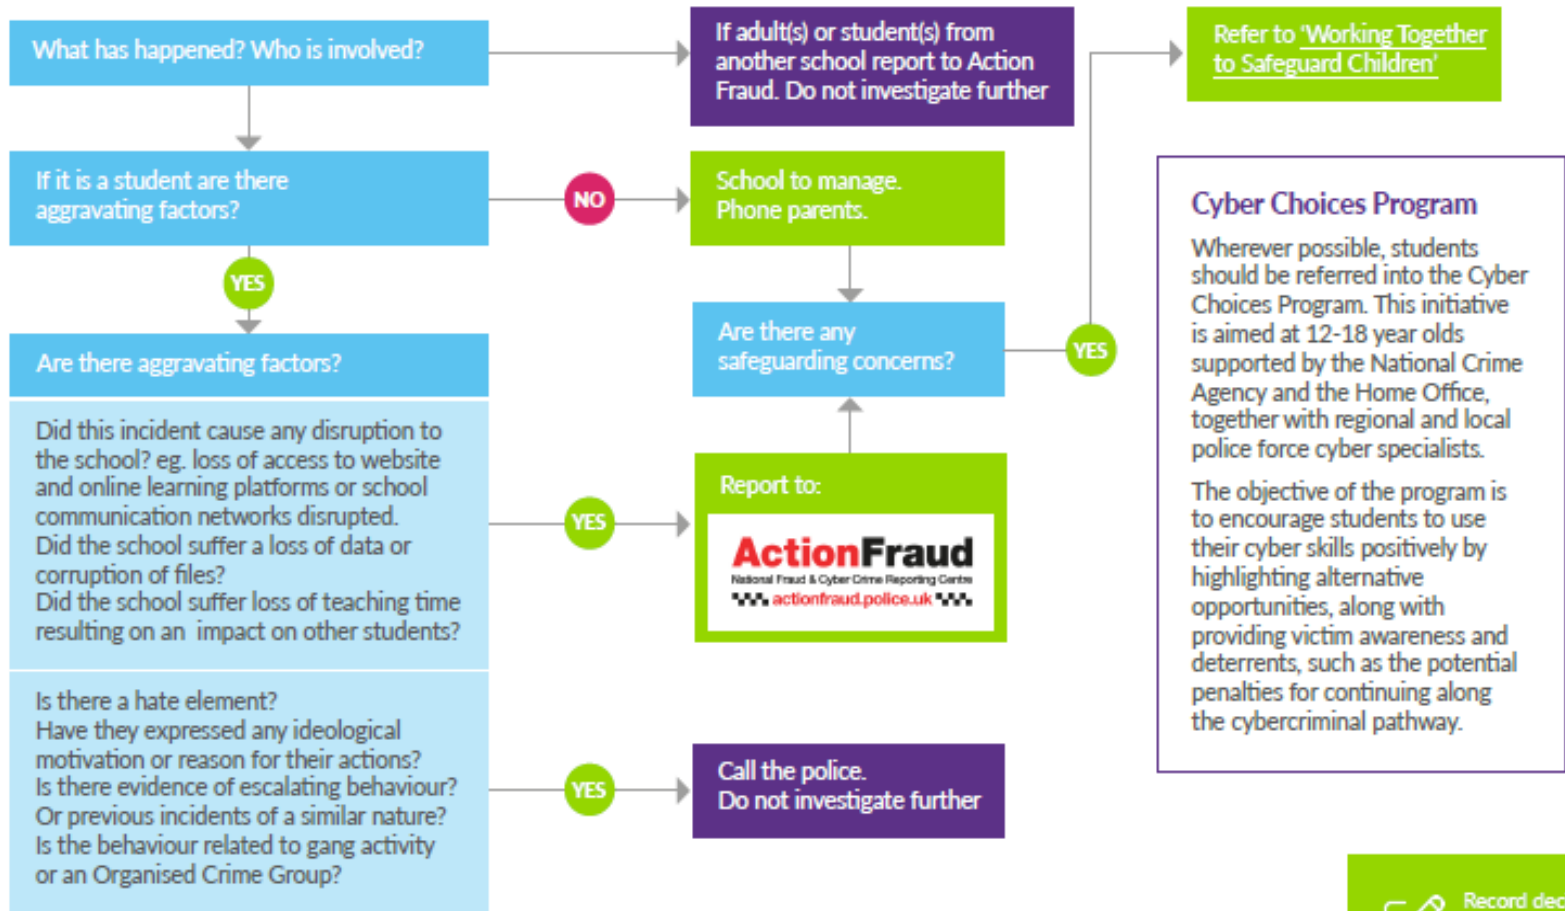 What has happened? Who is involved?
If adult(s) or student(s) from
another school report to Action
Fraud. Do not investigate further
Refer to 'Working Together
to Safeguard Children'
If it is a student are there
aggravating factors?
NO
School to manage.
Phone parents.
YES
Are there any
safeguarding concerns?
YES
Are there aggravating factors?
Did this incident cause any disruption to
the school? eg. loss of access to website
and online learning platforms or school
communication networks disrupted.
Did the school suffer a loss of data or
corruption of files?
Did the school suffer loss of teaching time
resulting on an impact on other students?
YES
Report to:
ActionFraud
National Fraud & Cyber Crime Reporting Centre
actionfraud.police.uk
Is there a hate element?
Have they expressed any ideological
motivation or reason for their actions?
Is there evidence of escalating behaviour?
Or previous incidents of a similar nature?
Is the behaviour related to gang activity
or an Organised Crime Group?
YES
Call the police.
Do not investigate further
Cyber Choices Program
Wherever possible, students
should be referred into the Cyber
Choices Program. This initiative
is aimed at 12-18 year olds
supported by the National Crime
Agency and the Home Office,
together with regional and local
police force cyber specialists.
The objective of the program is
to encourage students to use
their cyber skills positively by
highlighting alternative
opportunities, along with
providing victim awareness and
deterrents, such as the potential
penalties for continuing along
the cybercriminal pathway.
Record